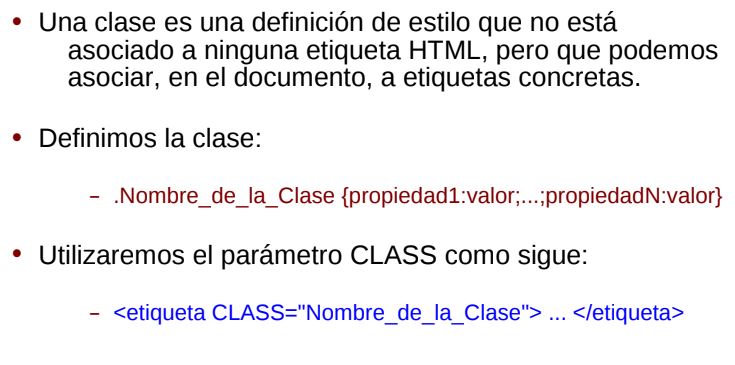 • Una clase es una definición de estilo que no está
asociado a ninguna etiqueta HTML, pero que podemos
asociar, en el documento, a etiquetas concretas.
• Definimos la clase:
– .Nombre_de_la_Clase {propiedad1:valor;...;propiedadN:valor}
• Utilizaremos el parámetro CLASS como sigue:
– <etiqueta CLASS="Nombre_de_la_Clase"> ... </etiqueta>